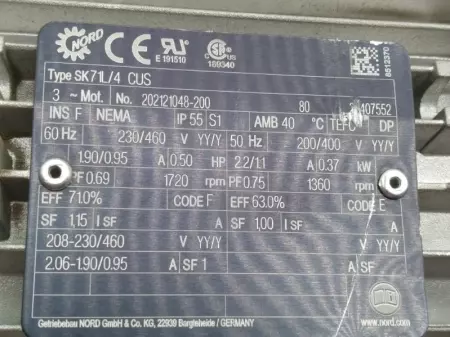 NORD CE UR ® SP ®
E 191510 189340
Type SK71L/4 CUS
8512370
3 ~ Mot. No. 202121048-200 80 407552
INS F NEMA IP 55 S1 AMB 40 °C TEFC DP
60 Hz 230/460 V YY/Y 50 Hz 200/400 V YY/Y
1.90/0.95 A 0.50 HP 2.2/1.1 A 0.37 kW
PF 0.69 1720 rpm PF 0.75 1360 rpm
EFF 71.0% CODE F EFF 63.0% CODE E
SF 1.15 I SF A SF 1.00 I SF A
208-230/460 V YY/Y V YY/Y
2.06-1.90/0.95 A SF 1 A SF
Getriebebau NORD GmbH & Co. KG, 22939 Bargteheide / GERMANY www.nord.com